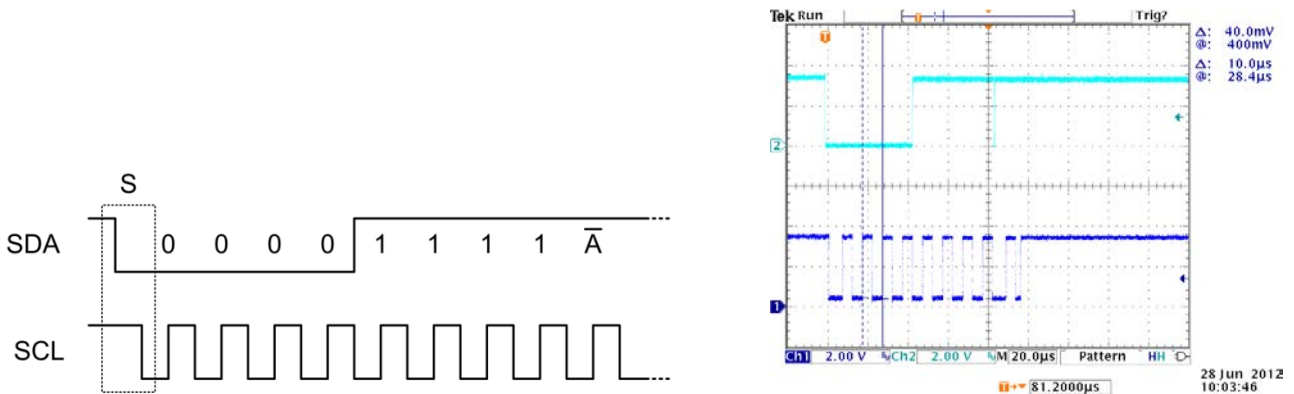 S
SDA 0 0 0 0 1 1 1 1 A̅
SCL
Tek Run Trig?
T
Δ: 40.0mV
@: 400mV
Δ: 10.0µs
@: 28.4µs
2
1
Ch1 2.00 V Ch2 2.00 V M 20.0µs Pattern HH
T 81.2000µs
28 Jun 2012
10:03:46